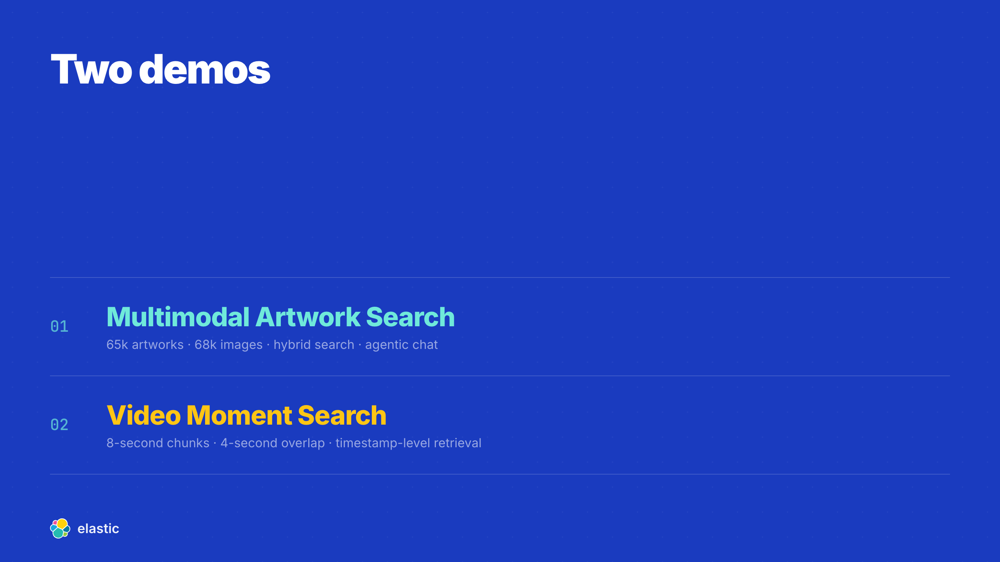 Two demos
01
Multimodal Artwork Search
65k artworks · 68k images · hybrid search · agentic chat
02
Video Moment Search
8-second chunks · 4-second overlap · timestamp-level retrieval
elastic